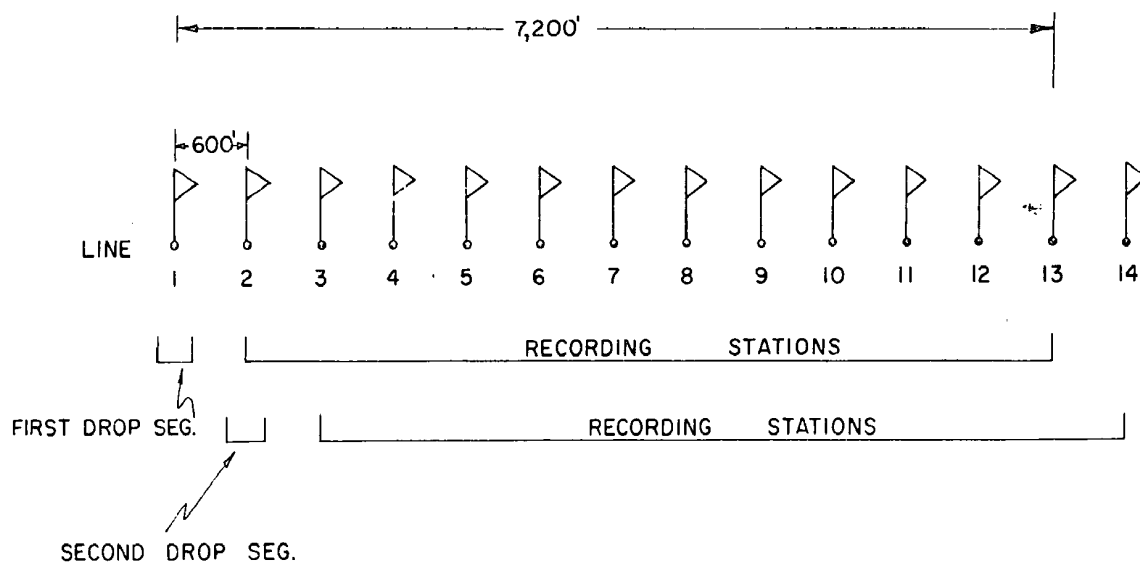 7,200'
600'
LINE
1 2 3 4 5 6 7 8 9 10 11 12 13 14
RECORDING STATIONS
FIRST DROP SEG.
RECORDING STATIONS
SECOND DROP SEG.